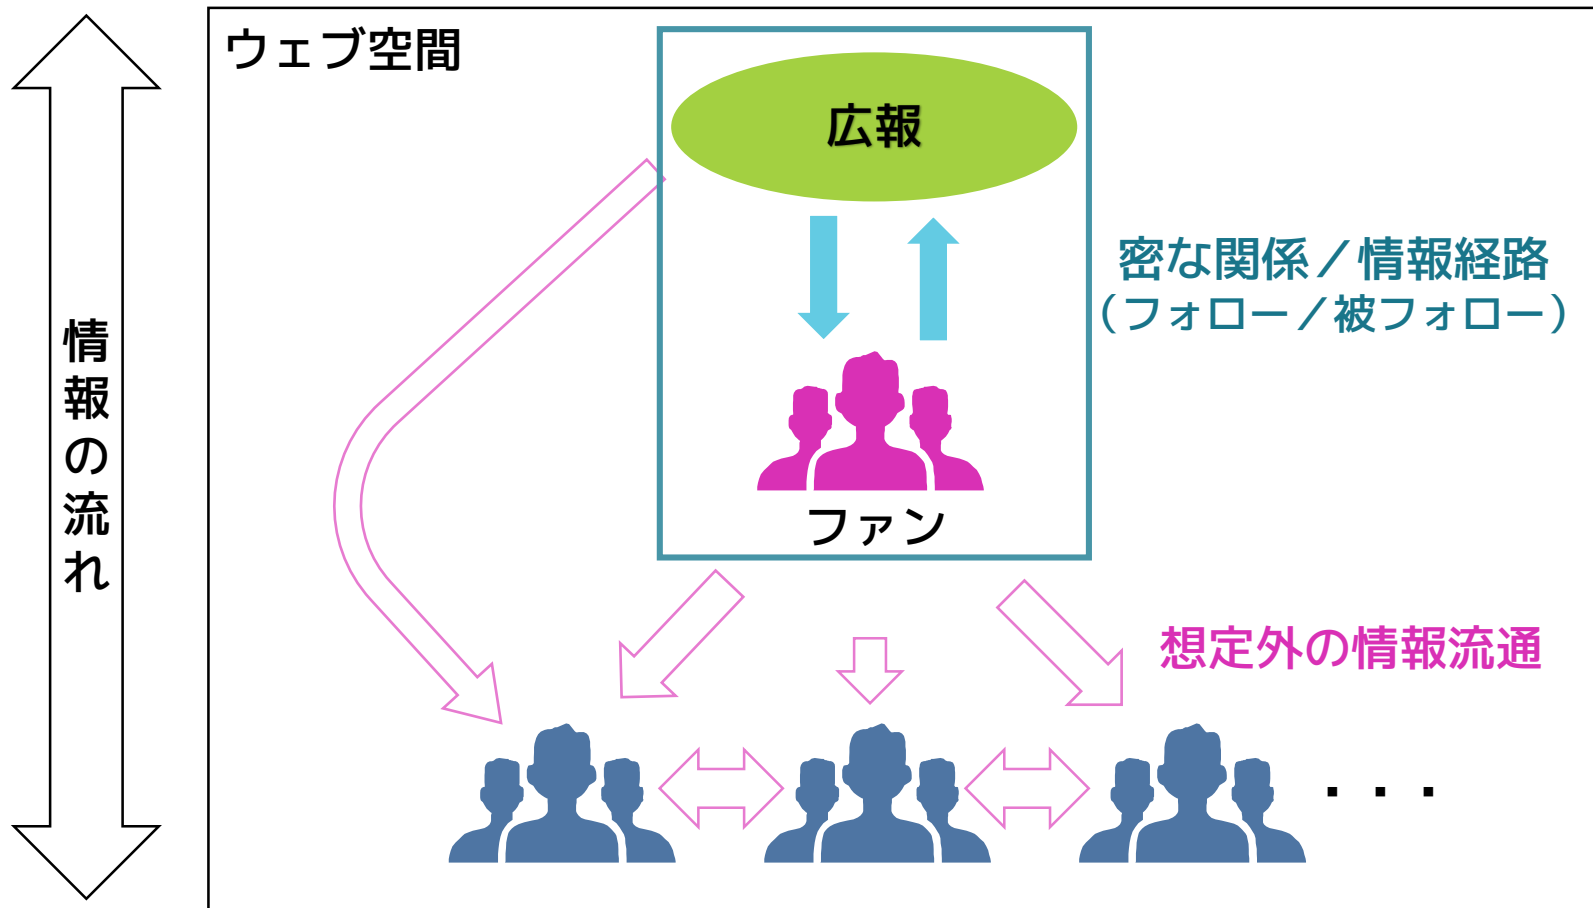 ウェブ空間
広報
密な関係／情報経路
（フォロー／被フォロー）
情報の流れ
ファン
想定外の情報流通
・・・